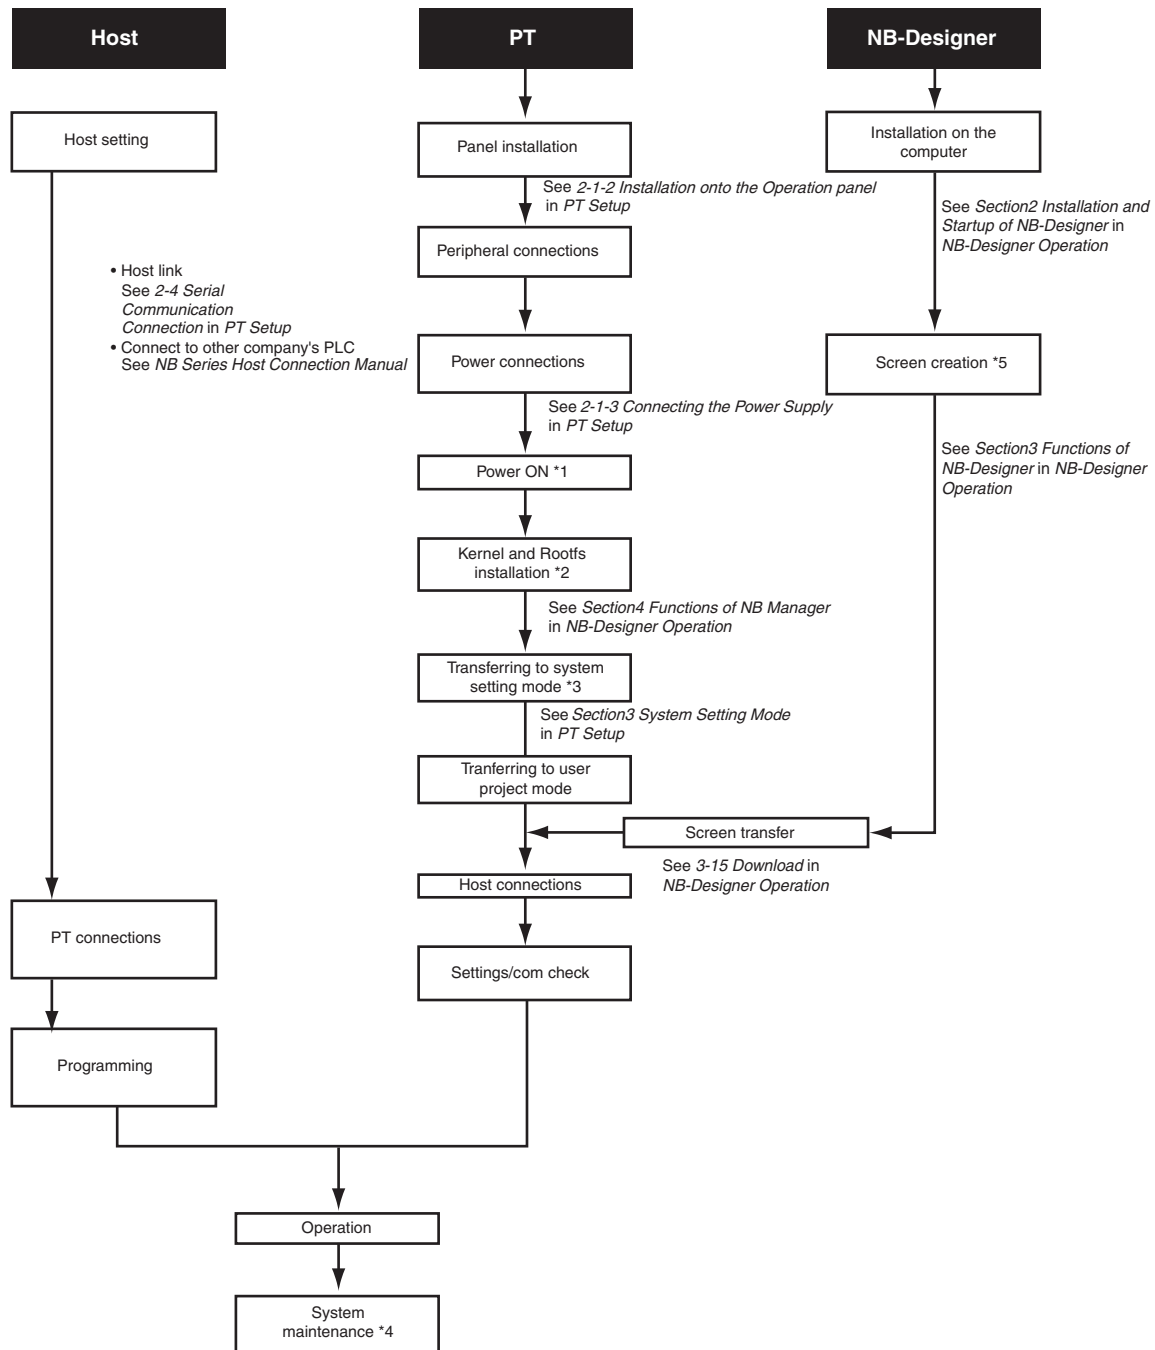 Host
Host setting
• Host link
See 2-4 Serial
Communication
Connection in PT Setup
• Connect to other company's PLC
See NB Series Host Connection Manual
PT connections
Programming
PT
Panel installation
See 2-1-2 Installation onto the Operation panel
in PT Setup
Peripheral connections
Power connections
See 2-1-3 Connecting the Power Supply
in PT Setup
Power ON *1
Kernel and Rootfs
installation *2
See Section4 Functions of NB Manager
in NB-Designer Operation
Transferring to system
setting mode *3
See Section3 System Setting Mode
in PT Setup
Tranferring to user
project mode
Host connections
Settings/com check
NB-Designer
Installation on the
computer
See Section2 Installation and
Startup of NB-Designer in
NB-Designer Operation
Screen creation *5
See Section3 Functions of
NB-Designer in NB-Designer
Operation
Screen transfer
See 3-15 Download in
NB-Designer Operation
Operation
System
maintenance *4